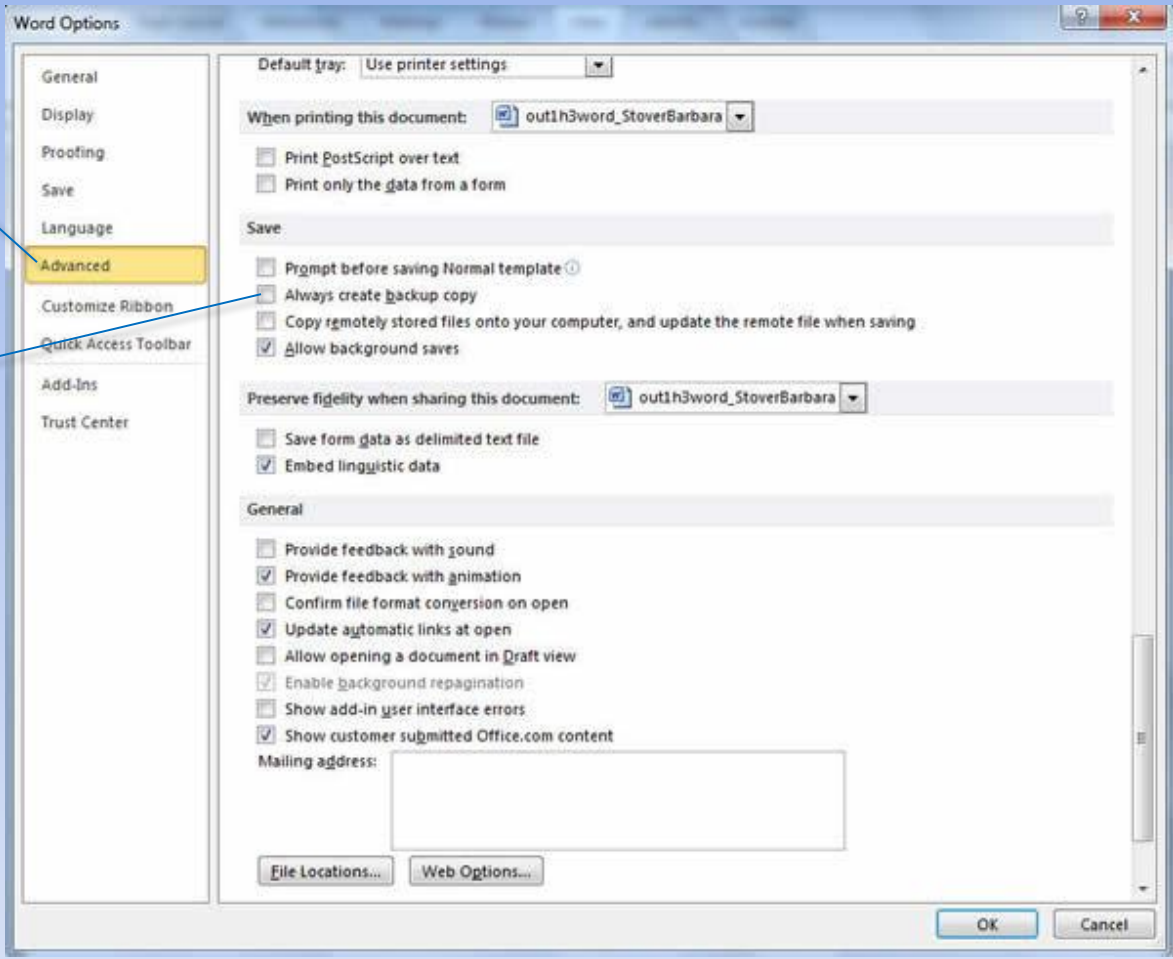 Word Options
General
Display
Proofing
Save
Language
Advanced
Customize Ribbon
Quick Access Toolbar
Add-Ins
Trust Center
Default tray: Use printer settings
When printing this document: out1h3word_StoverBarbara
Print PostScript over text
Print only the data from a form
Save
Prompt before saving Normal template
Always create backup copy
Copy remotely stored files onto your computer, and update the remote file when saving
Allow background saves
Preserve fidelity when sharing this document: out1h3word_StoverBarbara
Save form data as delimited text file
Embed linguistic data
General
Provide feedback with sound
Provide feedback with animation
Confirm file format conversion on open
Update automatic links at open
Allow opening a document in Draft view
Enable background repagination
Show add-in user interface errors
Show customer submitted Office.com content
Mailing address:
File Locations... Web Options...
OK Cancel